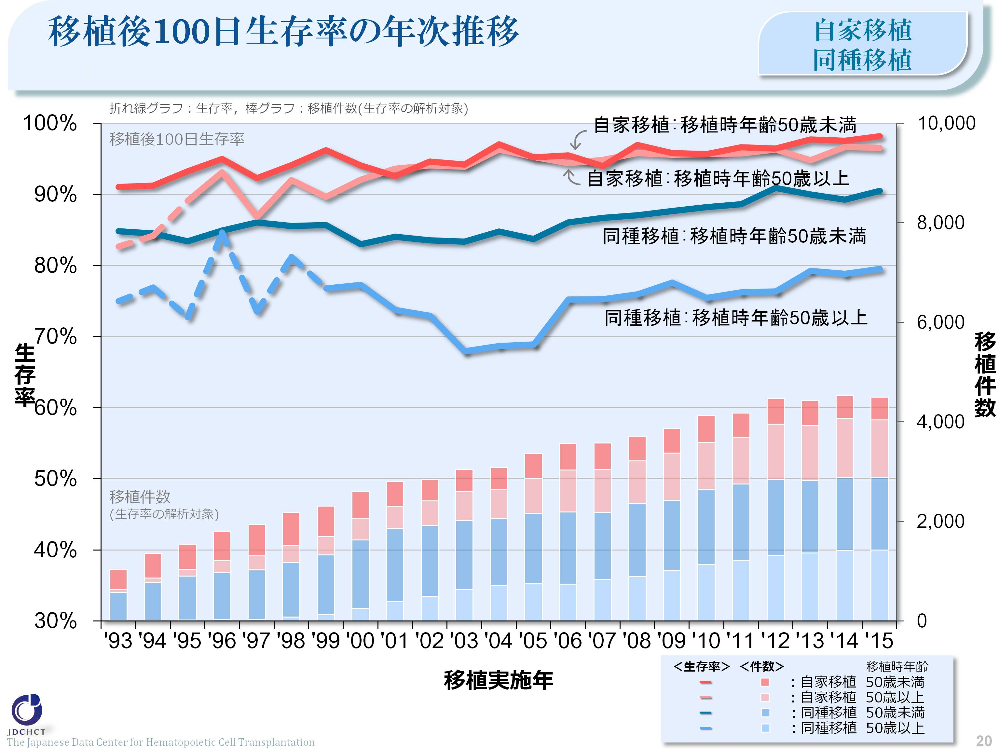 移植後100日生存率の年次推移
自家移植
同種移植
折れ線グラフ：生存率，棒グラフ：移植件数(生存率の解析対象)
移植後100日生存率
自家移植：移植時年齢50歳未満
自家移植：移植時年齢50歳以上
同種移植：移植時年齢50歳未満
同種移植：移植時年齢50歳以上
移植件数
(生存率の解析対象)
生存率
100%
90%
80%
70%
60%
50%
40%
30%
移植件数
10,000
8,000
6,000
4,000
2,000
0
'93 '94 '95 '96 '97 '98 '99 '00 '01 '02 '03 '04 '05 '06 '07 '08 '09 '10 '11 '12 '13 '14 '15
移植実施年
＜生存率＞ ＜件数＞ 移植時年齢
：自家移植 50歳未満
：自家移植 50歳以上
：同種移植 50歳未満
：同種移植 50歳以上
JDCHCT
The Japanese Data Center for Hematopoietic Cell Transplantation
20